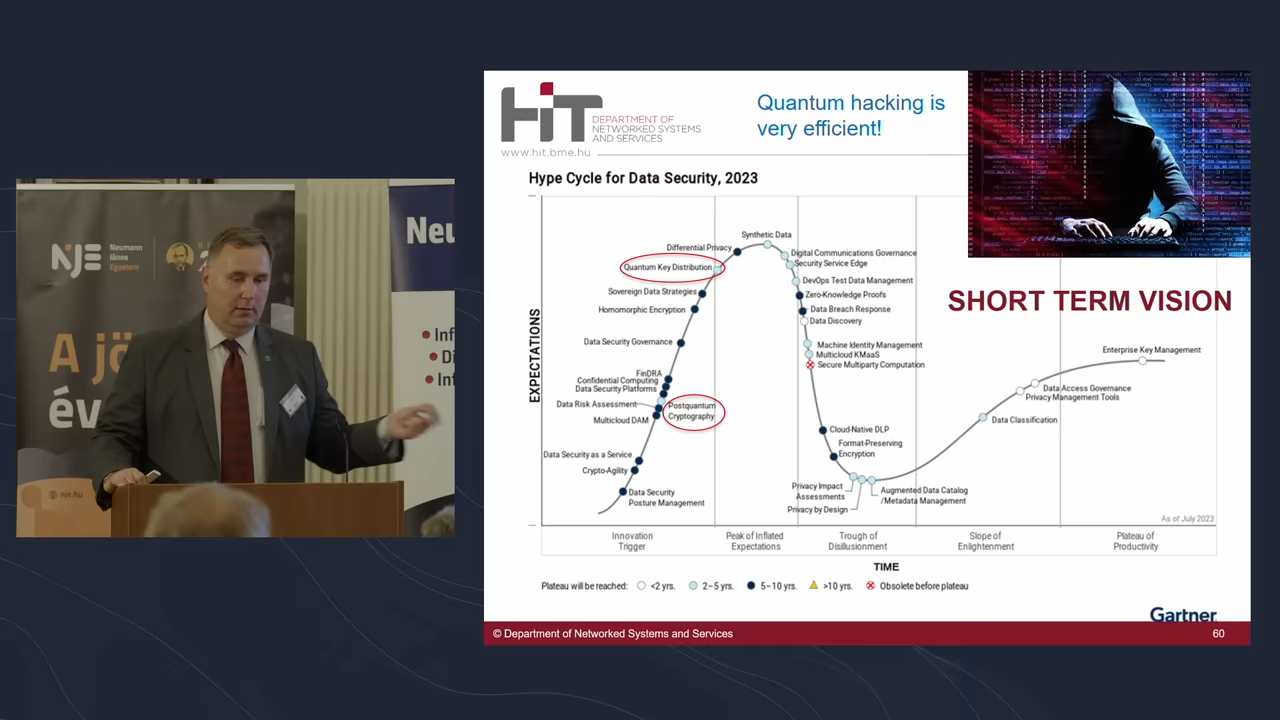 NJE
Neumann
János
Egyetem
A jö
év
nje.hu
Neu
Inf
Di
Inf
HiT
DEPARTMENT OF
NETWORKED SYSTEMS
AND SERVICES
www.hit.bme.hu
Quantum hacking is
very efficient!
SHORT TERM VISION
Hype Cycle for Data Security, 2023
EXPECTATIONS
Synthetic Data
Differential Privacy
Quantum Key Distribution
Sovereign Data Strategies
Homomorphic Encryption
Data Security Governance
FinDRA
Confidential Computing
Data Security Platforms
Data Risk Assessment
Postquantum
Cryptography
Multicloud DAM
Data Security as a Service
Crypto-Agility
Data Security
Posture Management
Digital Communications Governance
Security Service Edge
DevOps Test Data Management
Zero-Knowledge Proofs
Data Breach Response
Data Discovery
Machine Identity Management
Multicloud KMaaS
Secure Multiparty Computation
Cloud-Native DLP
Format-Preserving
Encryption
Privacy Impact
Assessments
Privacy by Design
Augmented Data Catalog
/Metadata Management
Data Classification
Data Access Governance
Privacy Management Tools
Enterprise Key Management
As of July 2023
Innovation
Trigger
Peak of Inflated
Expectations
Trough of
Disillusionment
Slope of
Enlightenment
Plateau of
Productivity
TIME
Plateau will be reached: <2 yrs. 2–5 yrs. 5–10 yrs. >10 yrs. Obsolete before plateau
Gartner
© Department of Networked Systems and Services 60